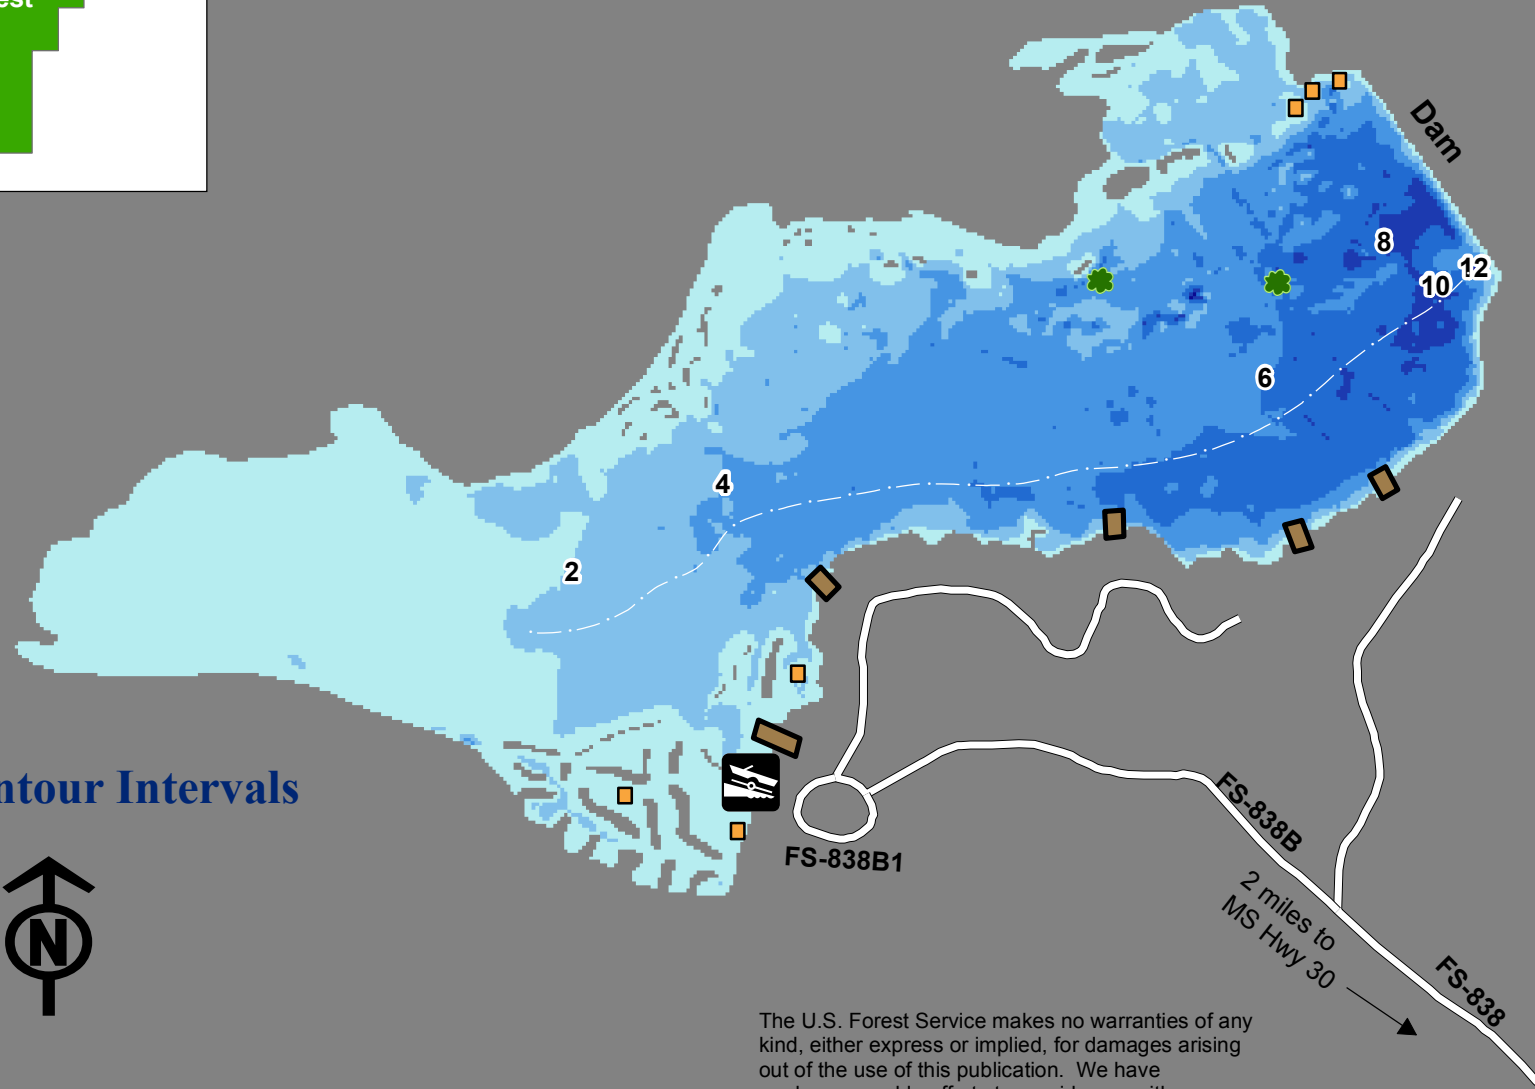 Dam
8
12
10
6
4
2
ntour Intervals
N
FS-838B1
FS-838B
2 miles to
MS Hwy 30
FS-838
The U.S. Forest Service makes no warranties of any
kind, either express or implied, for damages arising
out of the use of this publication. We have